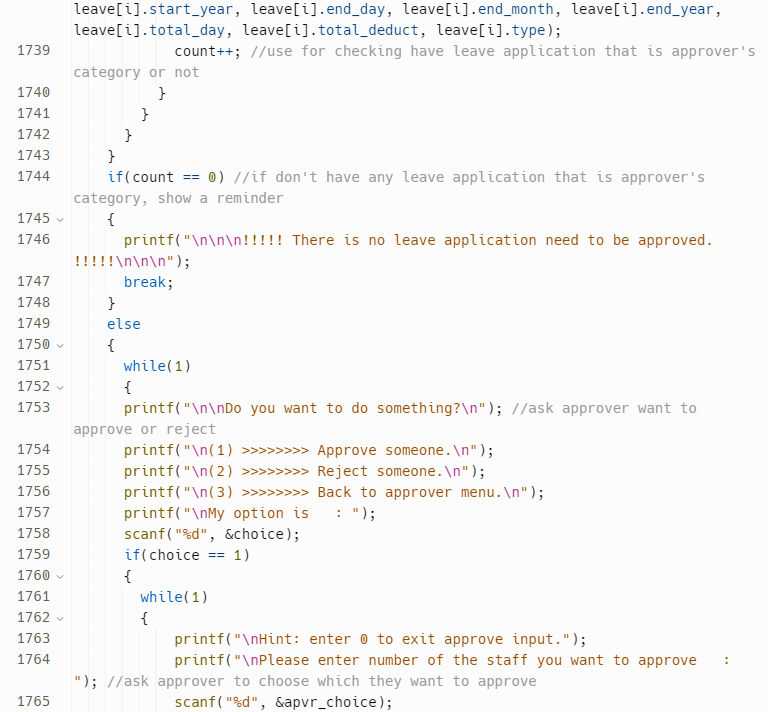 leave[i].start_year, leave[i].end_day, leave[i].end_month, leave[i].end_year,
leave[i].total_day, leave[i].total_deduct, leave[i].type);
1739 count++; //use for checking have leave application that is approver's
category or not
1740 }
1741 }
1742 }
1743 }
1744 if(count == 0) //if don't have any leave application that is approver's
category, show a reminder
1745 {
1746 printf("\n\n\n!!!!! There is no leave application need to be approved.
!!!!!\n\n\n");
1747 break;
1748 }
1749 else
1750 {
1751 while(1)
1752 {
1753 printf("\n\nDo you want to do something?\n"); //ask approver want to
approve or reject
1754 printf("\n(1) >>>>>>>> Approve someone.\n");
1755 printf("\n(2) >>>>>>>> Reject someone.\n");
1756 printf("\n(3) >>>>>>>> Back to approver menu.\n");
1757 printf("\nMy option is   : ");
1758 scanf("%d", &choice);
1759 if(choice == 1)
1760 {
1761 while(1)
1762 {
1763 printf("\nHint: enter 0 to exit approve input.");
1764 printf("\nPlease enter number of the staff you want to approve   :
"); //ask approver to choose which they want to approve
1765 scanf("%d", &apvr_choice);